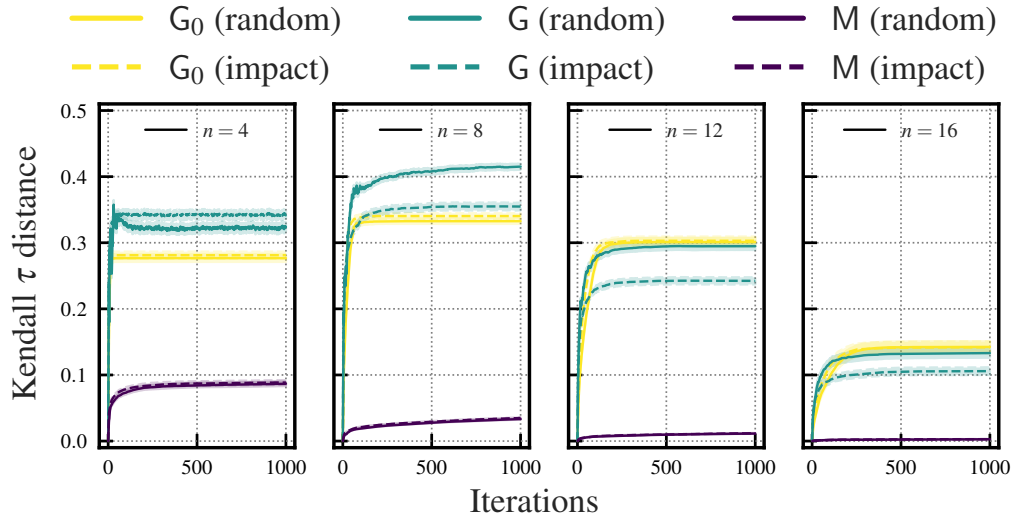 G₀ (random) G (random) M (random)
G₀ (impact) G (impact) M (impact)
Kendall τ distance
0.5
0.4
0.3
0.2
0.1
0.0
n = 4
n = 8
n = 12
n = 16
0 500 1000
0 500 1000
0 500 1000
0 500 1000
Iterations